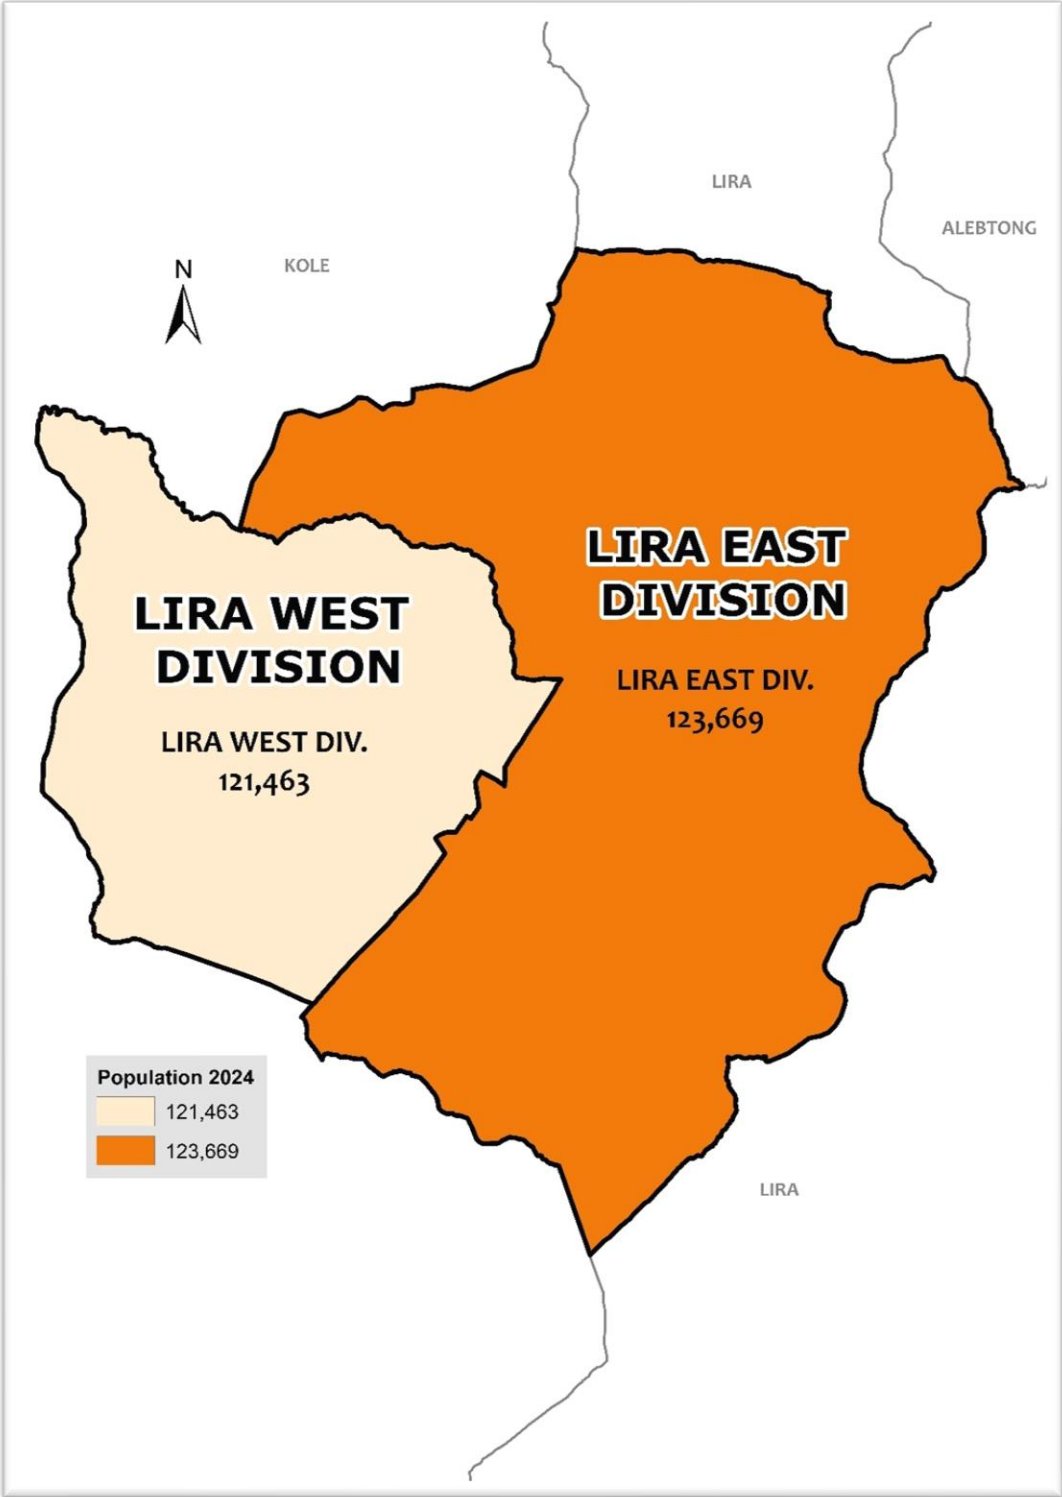 LIRA
ALEBTONG
KOLE
N
LIRA EAST
DIVISION
LIRA WEST
DIVISION
LIRA EAST DIV.
123,669
LIRA WEST DIV.
121,463
Population 2024
121,463
123,669
LIRA